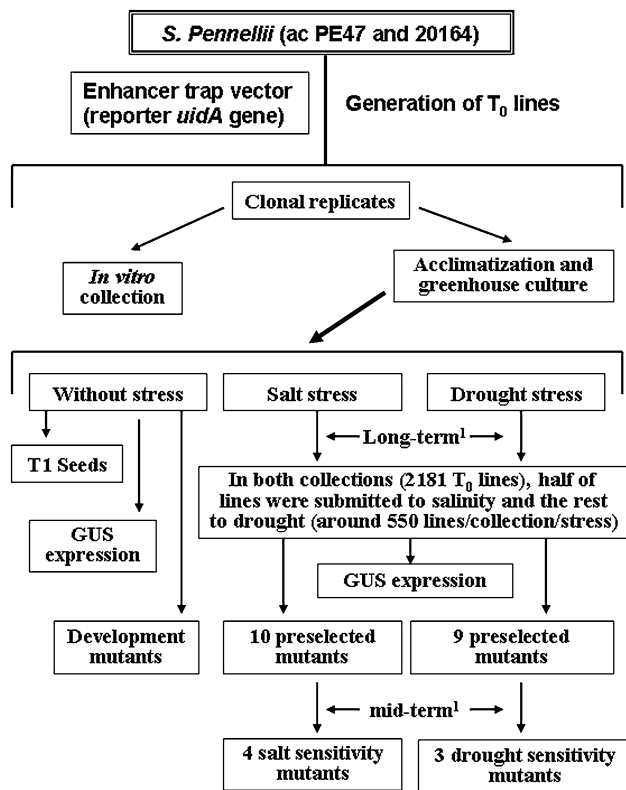 S. Pennellii (ac PE47 and 20164)
Enhancer trap vector
(reporter uidA gene)
Generation of T0 lines
Clonal replicates
In vitro
collection
Acclimatization and
greenhouse culture
Without stress
Salt stress
Drought stress
Long-term1
T1 Seeds
In both collections (2181 T0 lines), half of
lines were submitted to salinity and the rest
to drought (around 550 lines/collection/stress)
GUS
expression
GUS expression
Development
mutants
10 preselected
mutants
9 preselected
mutants
mid-term1
4 salt sensitivity
mutants
3 drought sensitivity
mutants